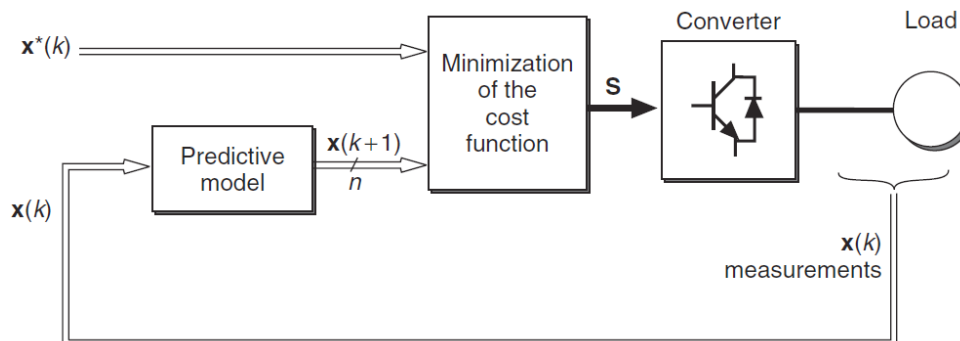 Converter
Load
x*(k)
Minimization
of the
cost
function
S
Predictive
model
x(k+1)
n
x(k)
x(k)
measurements